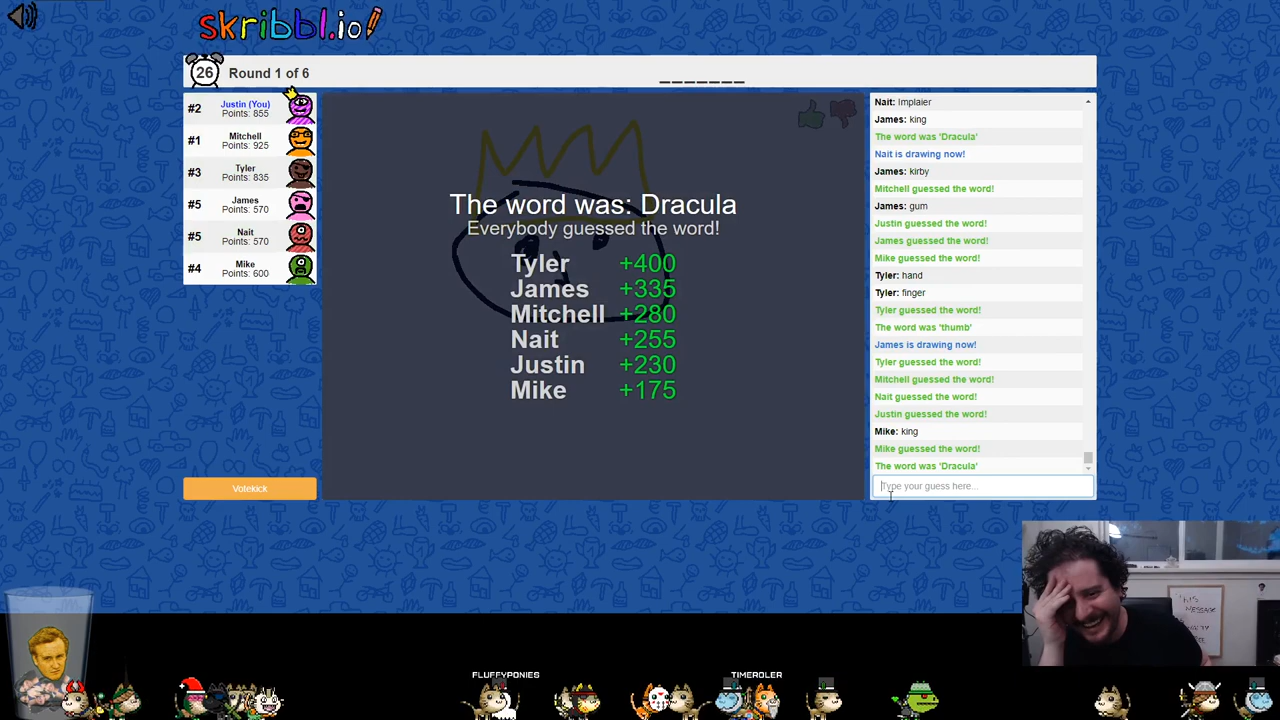 skribbl.io
26
Round 1 of 6
_______
#2
Justin (You)
Points: 855
#1
Mitchell
Points: 925
#3
Tyler
Points: 835
#5
James
Points: 570
#5
Nait
Points: 570
#4
Mike
Points: 600
Votekick
The word was: Dracula
Everybody guessed the word!
Tyler +400
James +335
Mitchell +280
Nait +255
Justin +230
Mike +175
Nait: Implaier
James: king
The word was 'Dracula'
Nait is drawing now!
James: kirby
Mitchell guessed the word!
James: gum
Justin guessed the word!
James guessed the word!
Mike guessed the word!
Tyler: hand
Tyler: finger
Tyler guessed the word!
The word was 'thumb'
James is drawing now!
Tyler guessed the word!
Mitchell guessed the word!
Nait guessed the word!
Justin guessed the word!
Mike: king
Mike guessed the word!
The word was 'Dracula'
Type your guess here...
MESSAGE
FLUFFYPONIES
TIMEROLER